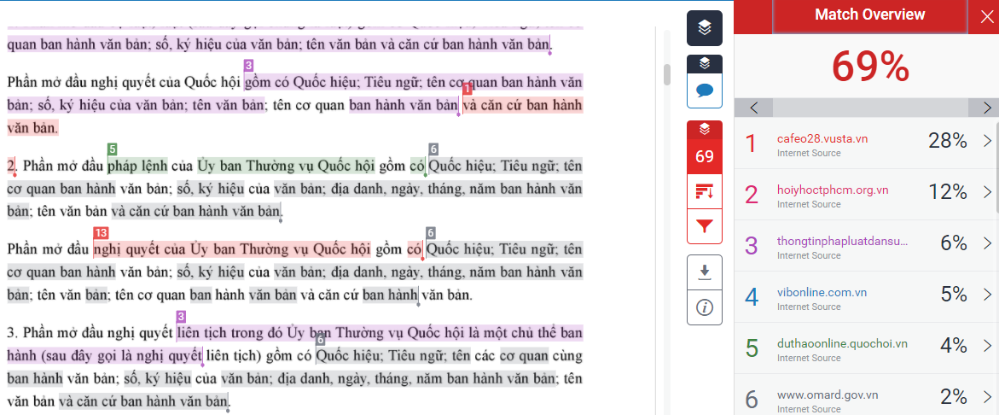 quan ban hành văn bản; số, ký hiệu của văn bản; tên văn bản và căn cứ ban hành văn bản.
3
Phần mở đầu nghị quyết của Quốc hội gồm có Quốc hiệu; Tiêu ngữ; tên cơ quan ban hành văn
1
bản; số, ký hiệu của văn bản; tên văn bản; tên cơ quan ban hành văn bản và căn cứ ban hành
văn bản.
5 6
2. Phần mở đầu pháp lệnh của Ủy ban Thường vụ Quốc hội gồm có Quốc hiệu; Tiêu ngữ; tên
cơ quan ban hành văn bản; số, ký hiệu của văn bản; địa danh, ngày, tháng, năm ban hành văn
bản; tên văn bản và căn cứ ban hành văn bản.
13 6
Phần mở đầu nghị quyết của Ủy ban Thường vụ Quốc hội gồm có Quốc hiệu; Tiêu ngữ; tên
cơ quan ban hành văn bản; số, ký hiệu của văn bản; địa danh, ngày, tháng, năm ban hành văn
bản; tên văn bản; tên cơ quan ban hành văn bản và căn cứ ban hành văn bản.
3
3. Phần mở đầu nghị quyết liên tịch trong đó Ủy ban Thường vụ Quốc hội là một chủ thể ban
6
hành (sau đây gọi là nghị quyết liên tịch) gồm có Quốc hiệu; Tiêu ngữ; tên các cơ quan cùng
ban hành văn bản; số, ký hiệu của văn bản; địa danh, ngày, tháng, năm ban hành văn bản; tên
văn bản và căn cứ ban hành văn bản.
69
Match Overview
69%
1 cafeo28.vusta.vn 28%
Internet Source
2 hoiyhoctphcm.org.vn 12%
Internet Source
3 thongtinphapluatdansu... 6%
Internet Source
4 vibonline.com.vn 5%
Internet Source
5 duthaoonline.quochoi.vn 4%
Internet Source
6 www.omard.gov.vn 2%
Internet Source